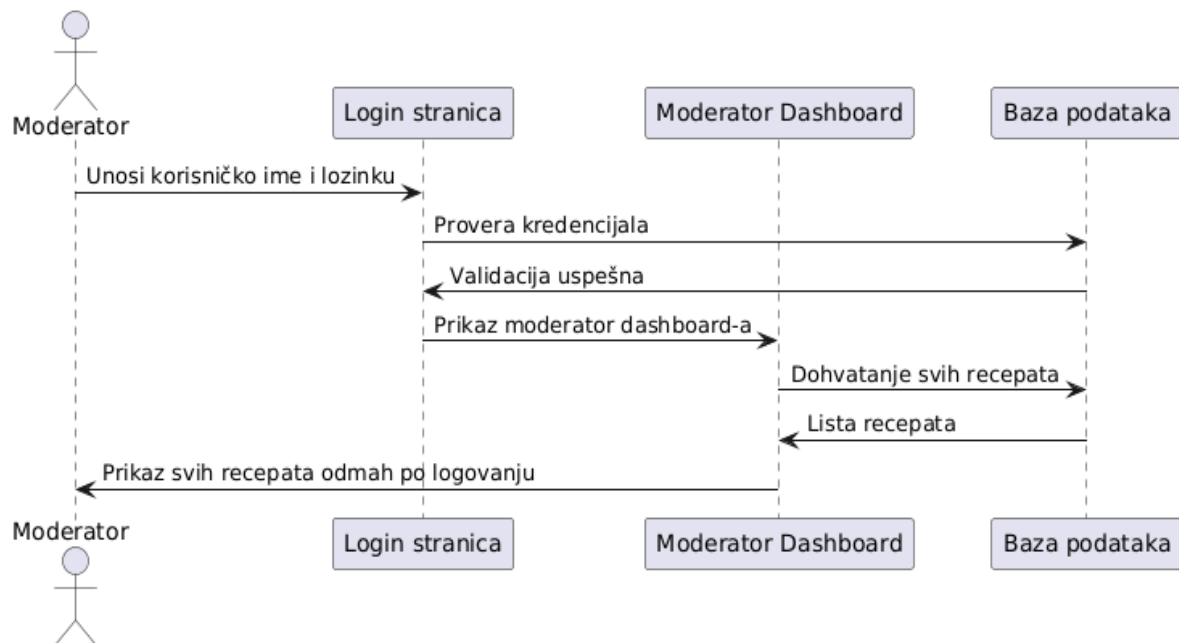 Moderator
Login stranica
Moderator Dashboard
Baza podataka
Unosi korisničko ime i lozinku
Provera kredencijala
Validacija uspešna
Prikaz moderator dashboard-a
Dohvatanje svih recepata
Lista recepata
Prikaz svih recepata odmah po logovanju
Moderator
Login stranica
Moderator Dashboard
Baza podataka